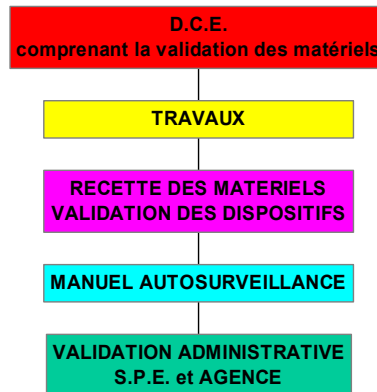 D.C.E.
comprenant la validation des matériels
TRAVAUX
RECETTE DES MATERIELS
VALIDATION DES DISPOSITIFS
MANUEL AUTOSURVEILLANCE
VALIDATION ADMINISTRATIVE
S.P.E. et AGENCE